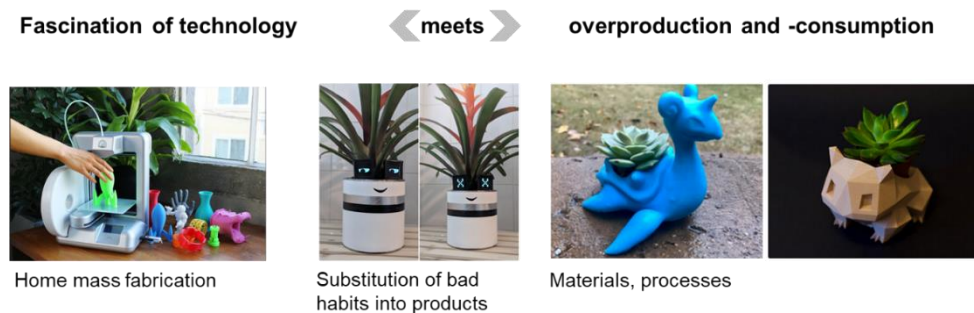 Fascination of technology
meets
overproduction and -consumption
Home mass fabrication
Substitution of bad
habits into products
Materials, processes